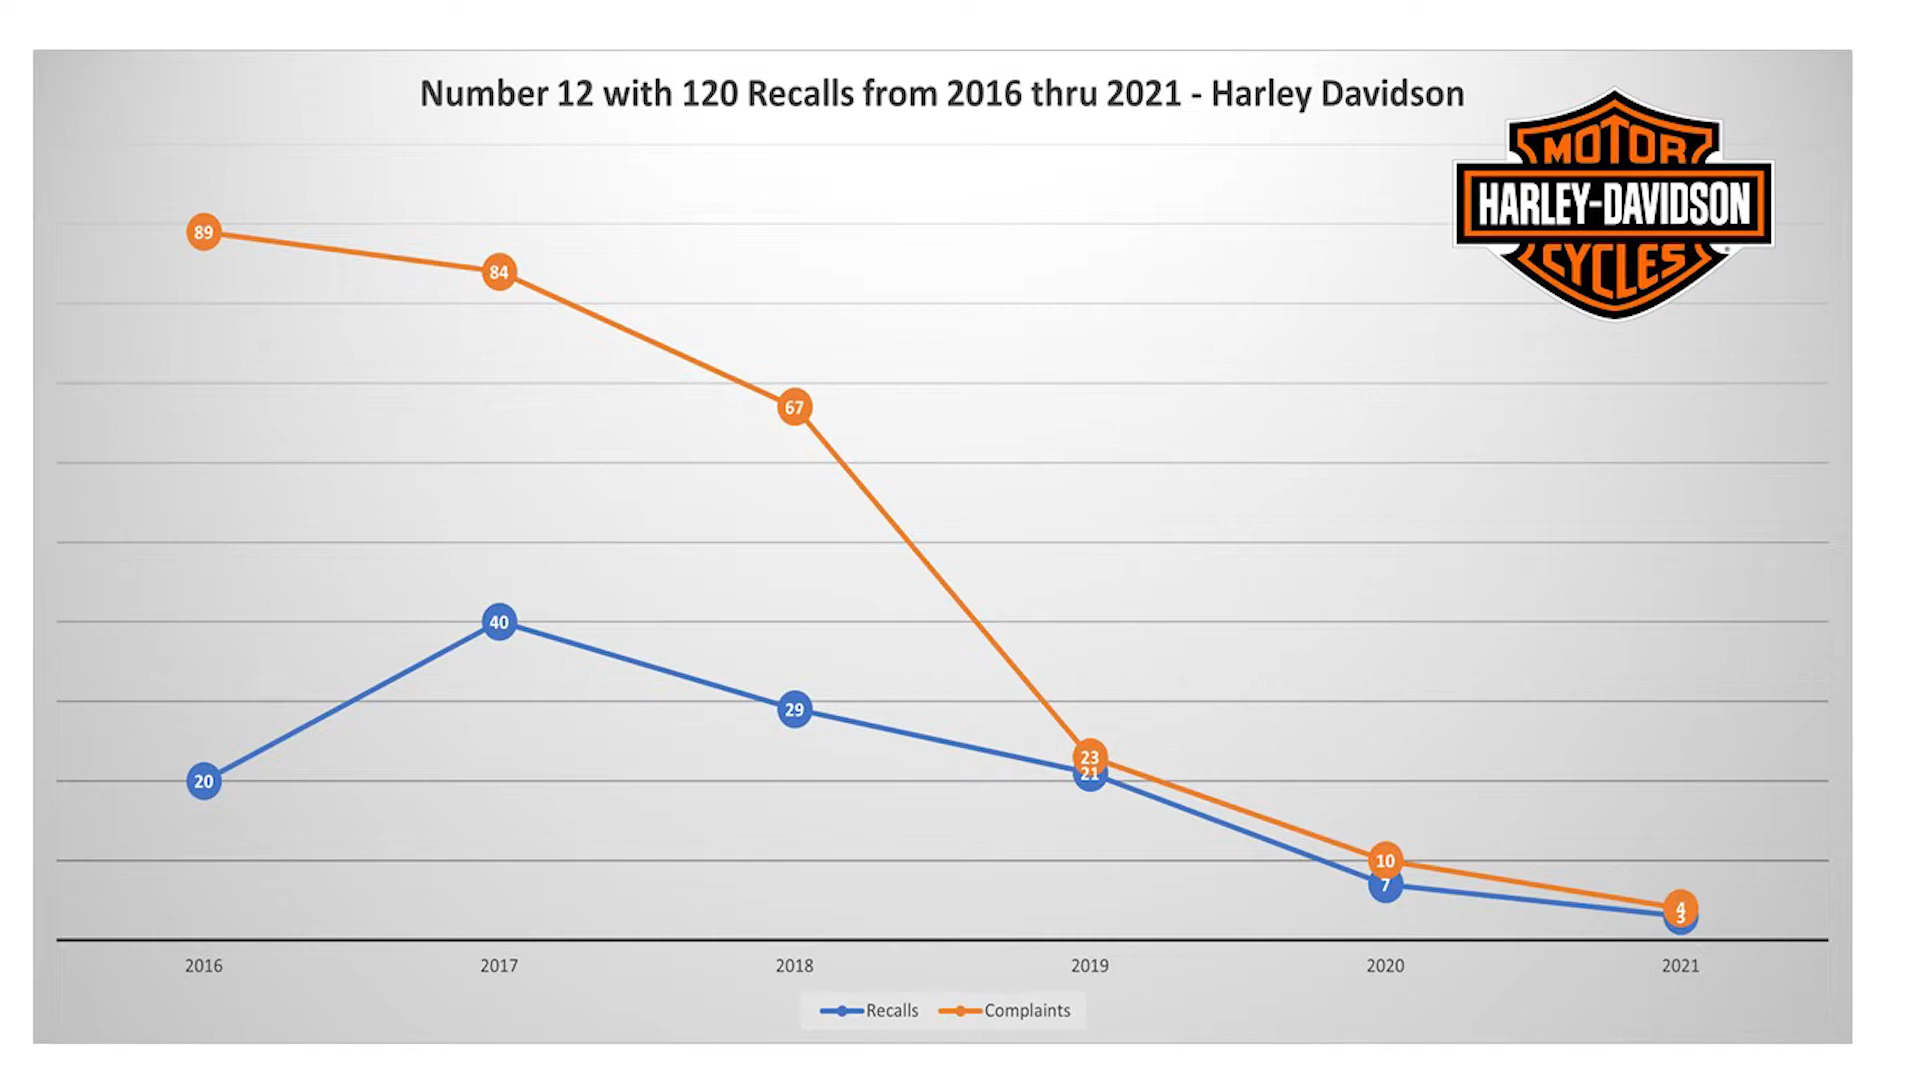 Number 12 with 120 Recalls from 2016 thru 2021 - Harley Davidson
MOTOR
HARLEY-DAVIDSON
CYCLES
89
84
67
40
29
20
23
21
10
7
4
3
2016 2017 2018 2019 2020 2021
Recalls Complaints